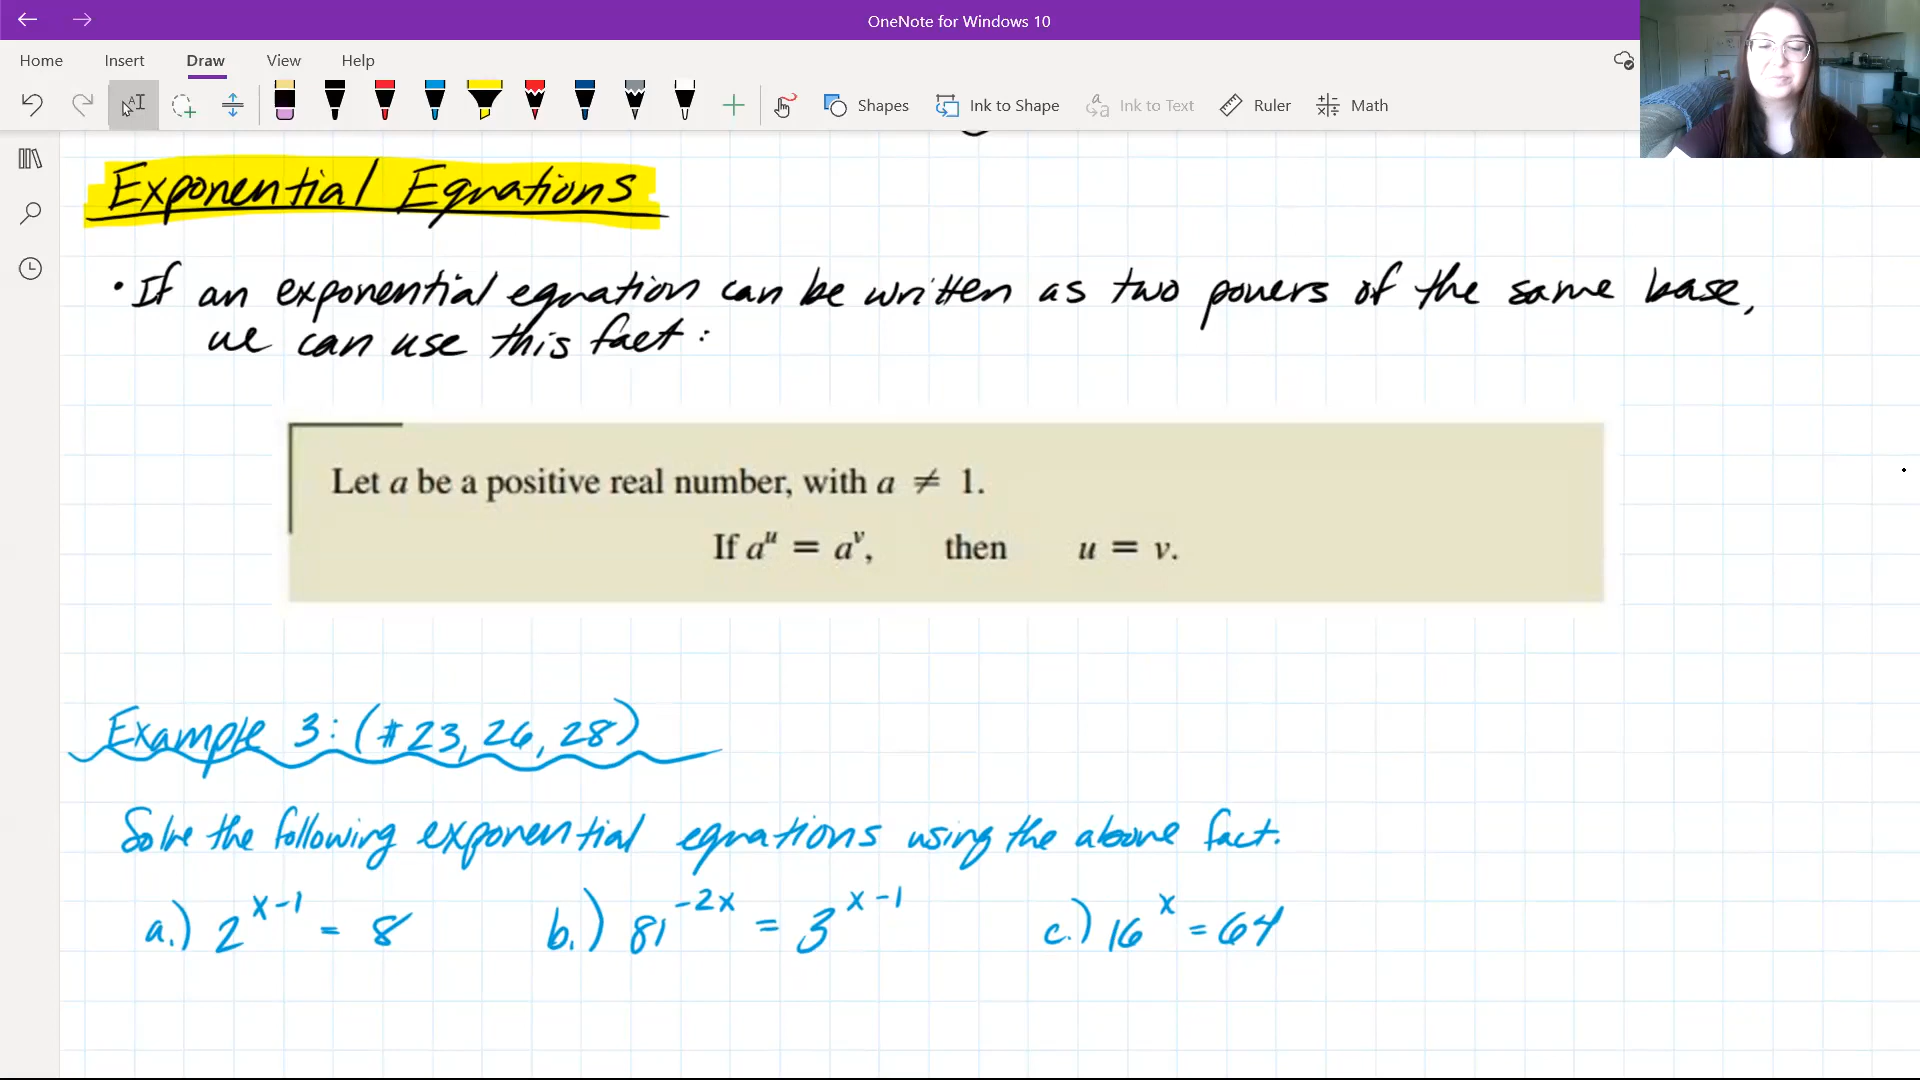 OneNote for Windows 10
Home Insert Draw View Help
Shapes Ink to Shape Ink to Text Ruler Math
Exponential Equations
• If an exponential equation can be written as two powers of the same base,
we can use this fact:
Let a be a positive real number, with a ≠ 1.
If aᵘ = aᵛ, then u = v.
Example 3: (#23, 26, 28)
Solve the following exponential equations using the above fact.
a.) 2^(x-1) = 8 b.) 81^(-2x) = 3^(x-1) c.) 16^x = 64